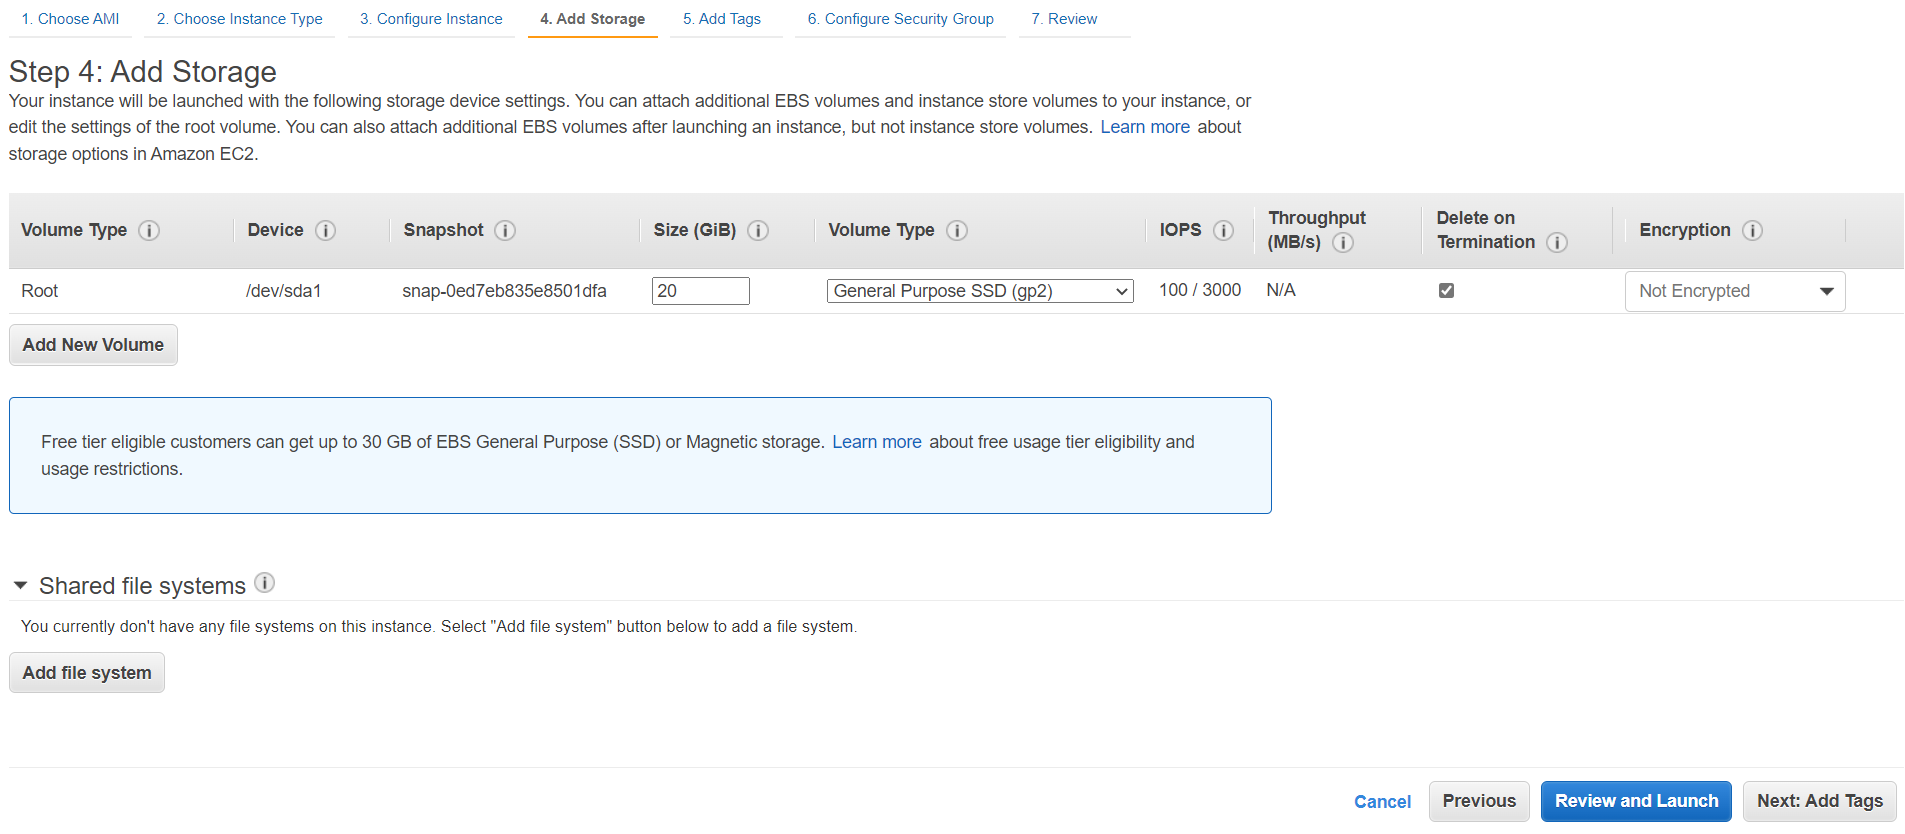 1. Choose AMI 2. Choose Instance Type 3. Configure Instance 4. Add Storage 5. Add Tags 6. Configure Security Group 7. Review
Step 4: Add Storage
Your instance will be launched with the following storage device settings. You can attach additional EBS volumes and instance store volumes to your instance, or
edit the settings of the root volume. You can also attach additional EBS volumes after launching an instance, but not instance store volumes. Learn more about
storage options in Amazon EC2.
Volume Type i Device i Snapshot i Size (GiB) i Volume Type i IOPS i Throughput (MB/s) i Delete on Termination i Encryption i
Root /dev/sda1 snap-0ed7eb835e8501dfa 20 General Purpose SSD (gp2) 100 / 3000 N/A Not Encrypted
Add New Volume
Free tier eligible customers can get up to 30 GB of EBS General Purpose (SSD) or Magnetic storage. Learn more about free usage tier eligibility and
usage restrictions.
Shared file systems i
You currently don't have any file systems on this instance. Select "Add file system" button below to add a file system.
Add file system
Cancel Previous Review and Launch Next: Add Tags